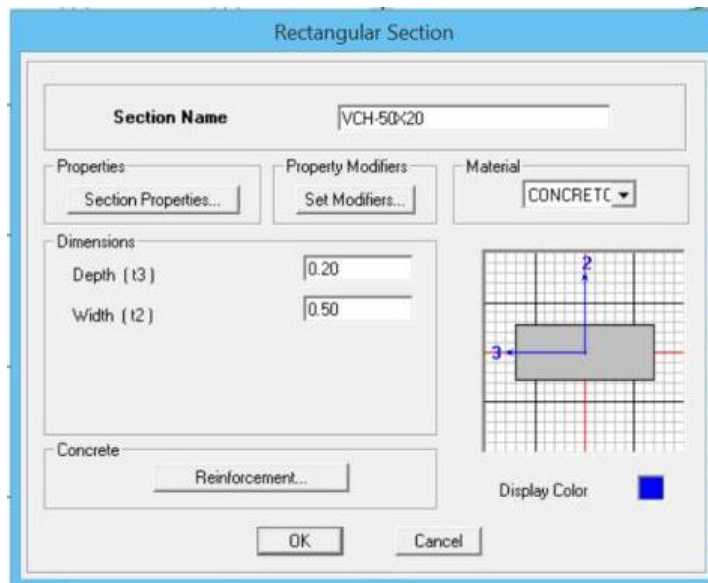 Rectangular Section
Section Name VCH-50X20
Properties Property Modifiers Material
Section Properties... Set Modifiers... CONCRETC
Dimensions
Depth ( t3 ) 0.20
Width ( t2 ) 0.50
2
3
Concrete
Reinforcement...
Display Color
OK Cancel